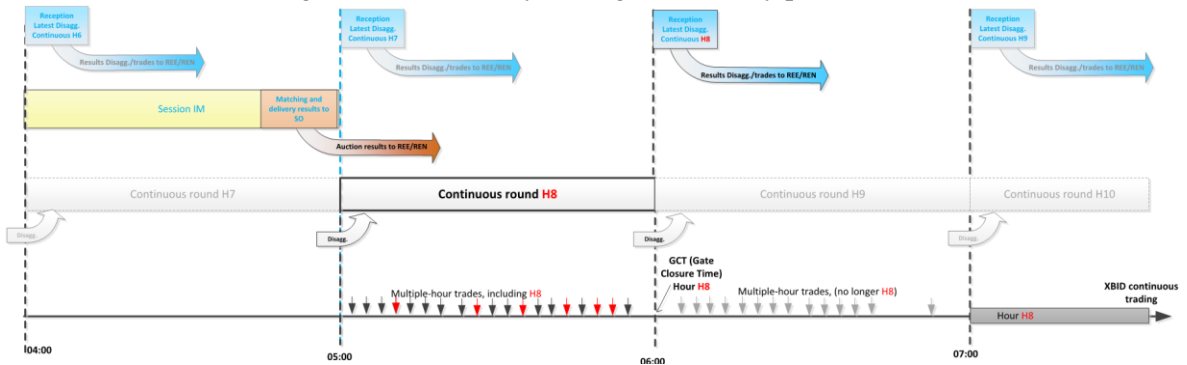 Reception
Latest Disagg.
Continuous H6
Reception
Latest Disagg.
Continuous H7
Reception
Latest Disagg.
Continuous H8
Reception
Latest Disagg.
Continuous H9
Results Disagg./trades to REE/REN
Results Disagg./trades to REE/REN
Results Disagg./trades to REE/REN
Results Disagg./trades to REE/REN
Session IM
Matching and
delivery results to
SO
Auction results to REE/REN
Continuous round H7
Continuous round H8
Continuous round H9
Continuous round H10
Disagg.
Disagg.
Disagg.
Disagg.
GCT (Gate
Closure Time)
Hour H8
Multiple-hour trades, including H8
Multiple-hour trades, (no longer H8)
XBID continuous
trading
Hour H8
04:00
05:00
06:00
07:00